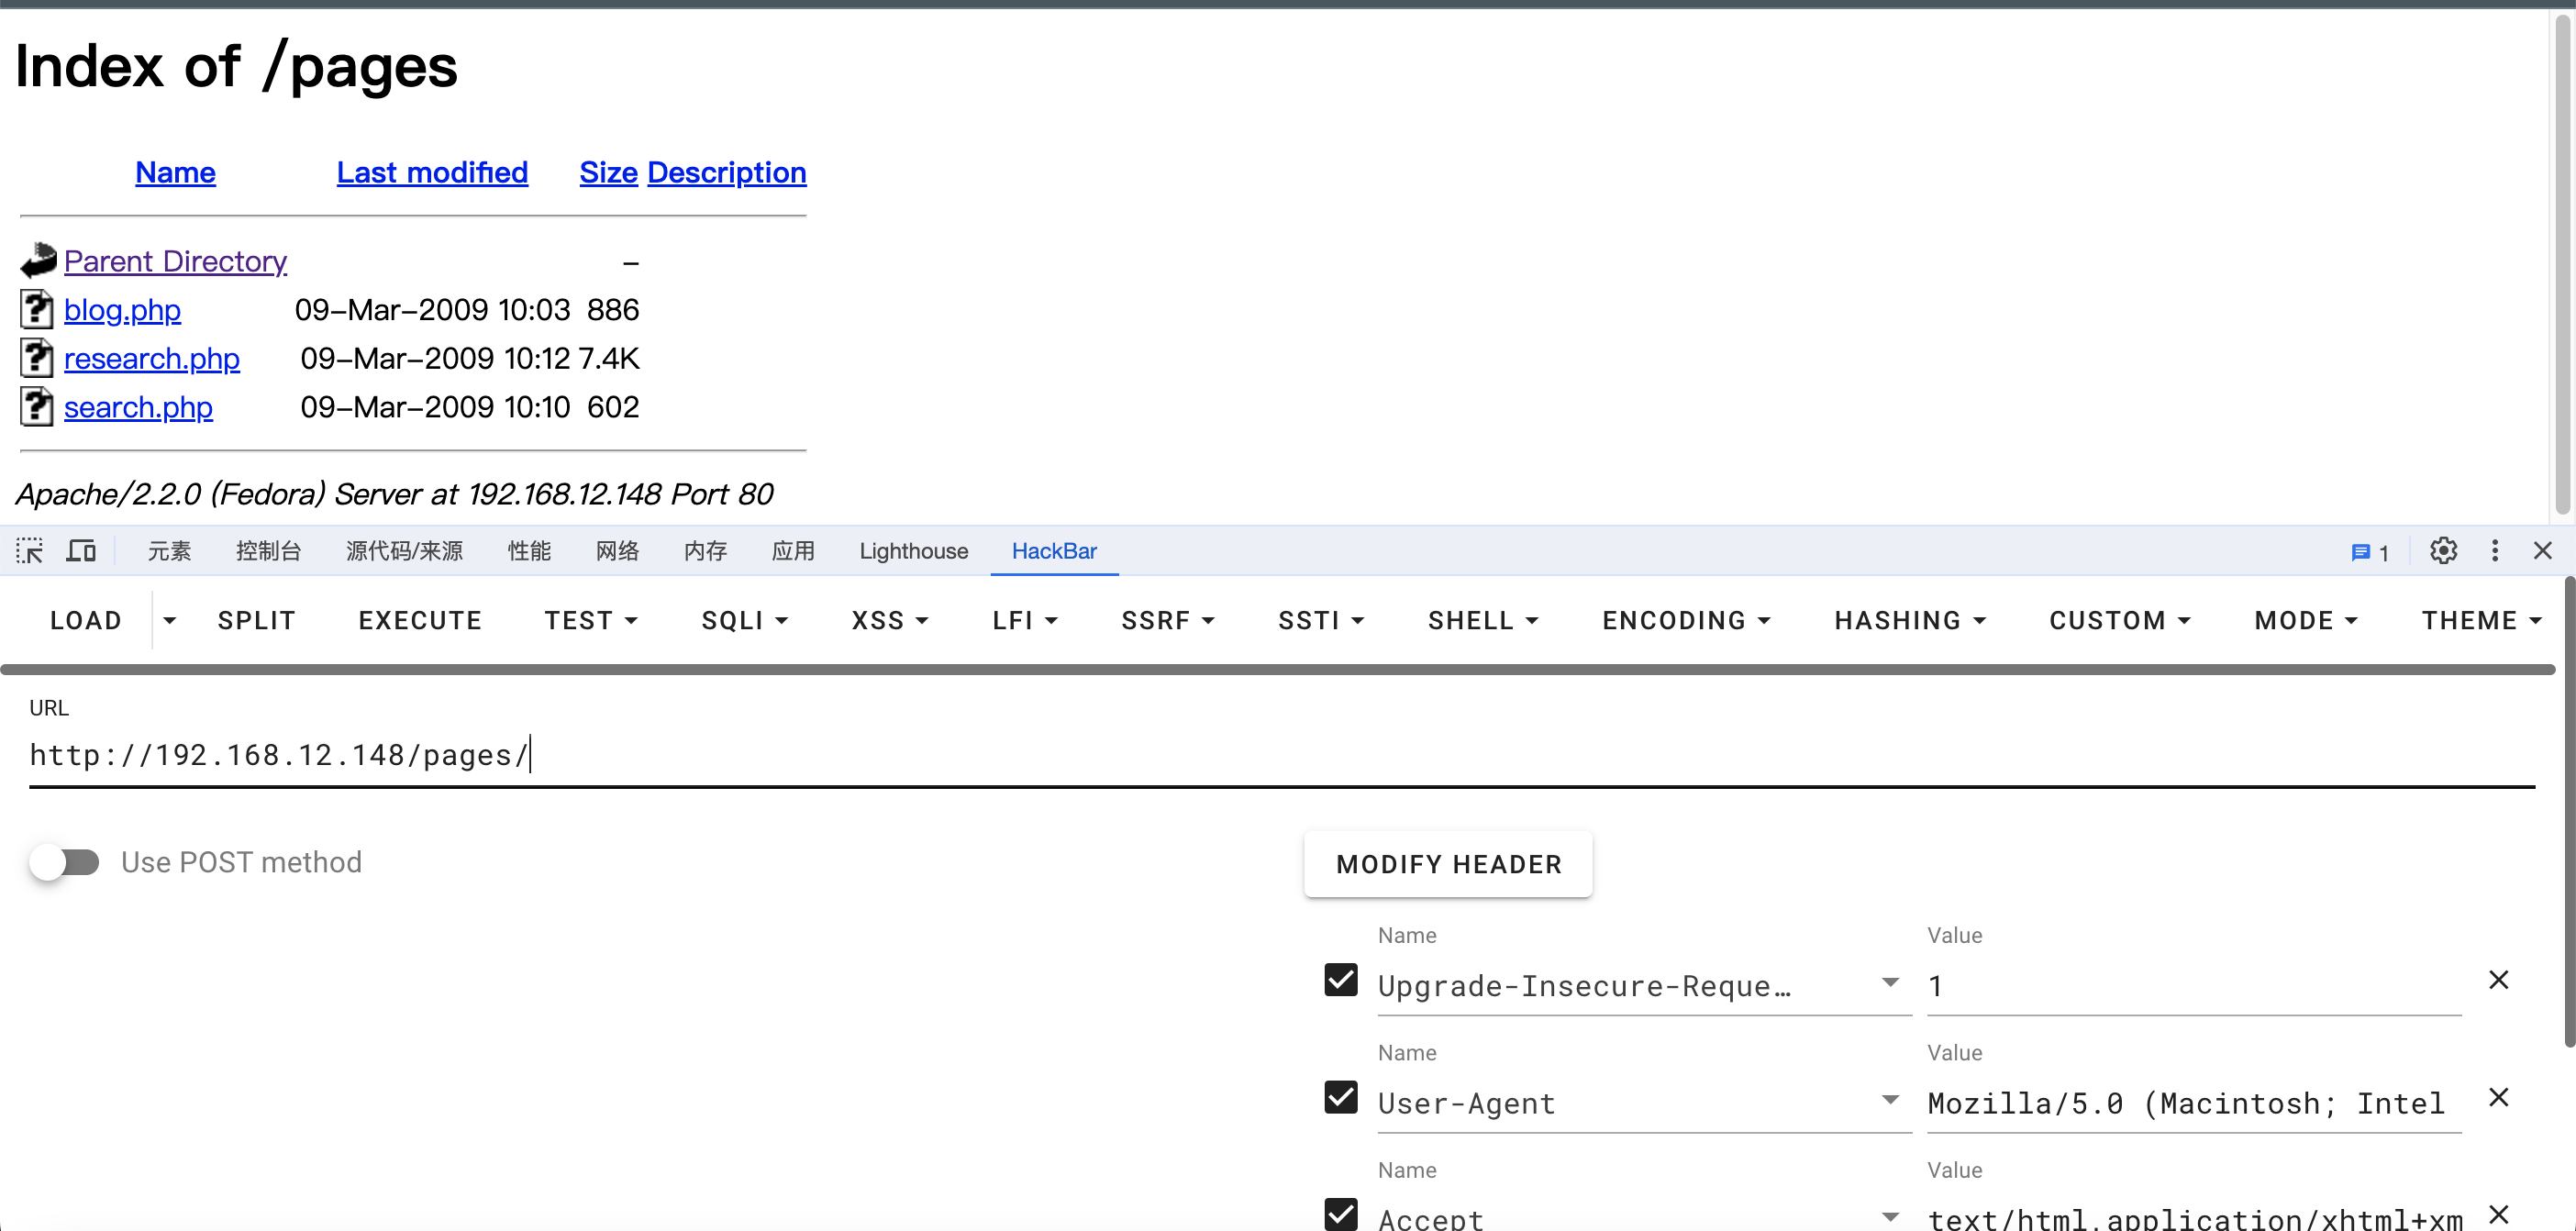 Index of /pages
Name Last modified Size Description
Parent Directory –
blog.php 09–Mar–2009 10:03 886
research.php 09–Mar–2009 10:12 7.4K
search.php 09–Mar–2009 10:10 602
Apache/2.2.0 (Fedora) Server at 192.168.12.148 Port 80
元素 控制台 源代码/来源 性能 网络 内存 应用 Lighthouse HackBar 1
LOAD SPLIT EXECUTE TEST SQLI XSS LFI SSRF SSTI SHELL ENCODING HASHING CUSTOM MODE THEME
URL
http://192.168.12.148/pages/
Use POST method
MODIFY HEADER
Name Value
Upgrade-Insecure-Reque… 1
Name Value
User-Agent Mozilla/5.0 (Macintosh; Intel
Name Value
Accept text/html,application/xhtml+xm